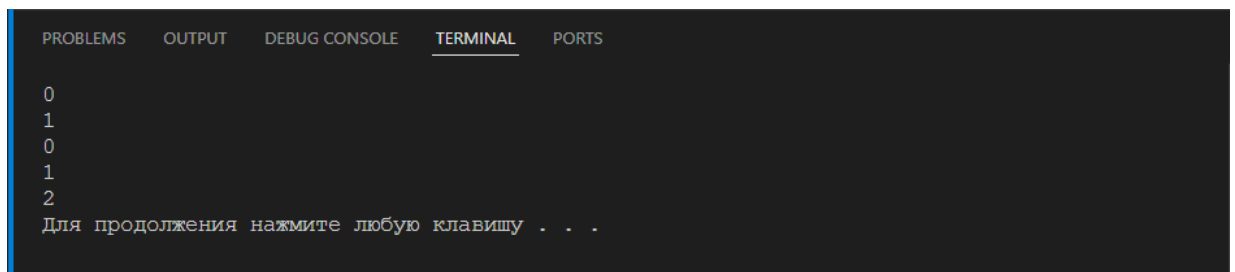 PROBLEMS OUTPUT DEBUG CONSOLE TERMINAL PORTS
0
1
0
1
2
Для продолжения нажмите любую клавишу . . .